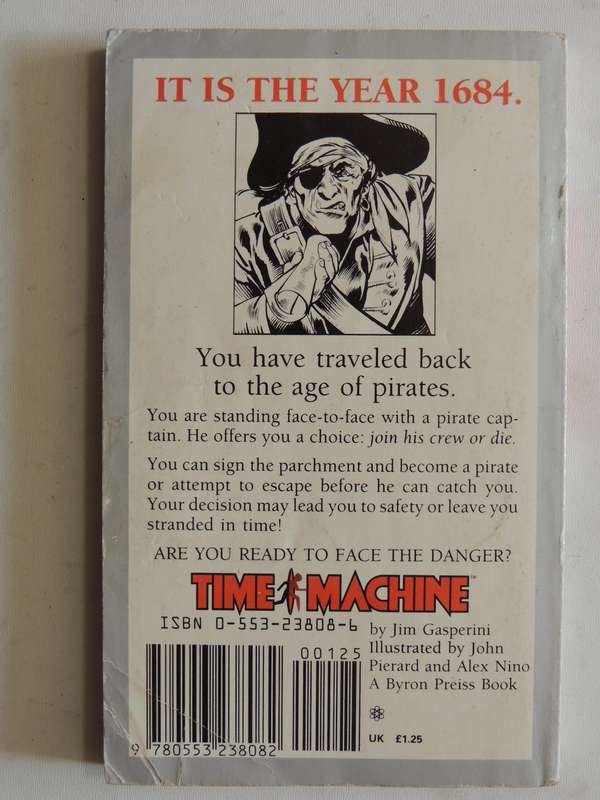 IT IS THE YEAR 1684.
You have traveled back
to the age of pirates.
You are standing face-to-face with a pirate cap-
tain. He offers you a choice: join his crew or die.
You can sign the parchment and become a pirate
or attempt to escape before he can catch you.
Your decision may lead you to safety or leave you
stranded in time!
ARE YOU READY TO FACE THE DANGER?
TIME MACHINE™
ISBN 0-553-23808-6
00125
9 780553 238082
by Jim Gasperini
Illustrated by John
Pierard and Alex Nino
A Byron Preiss Book
UK £1.25